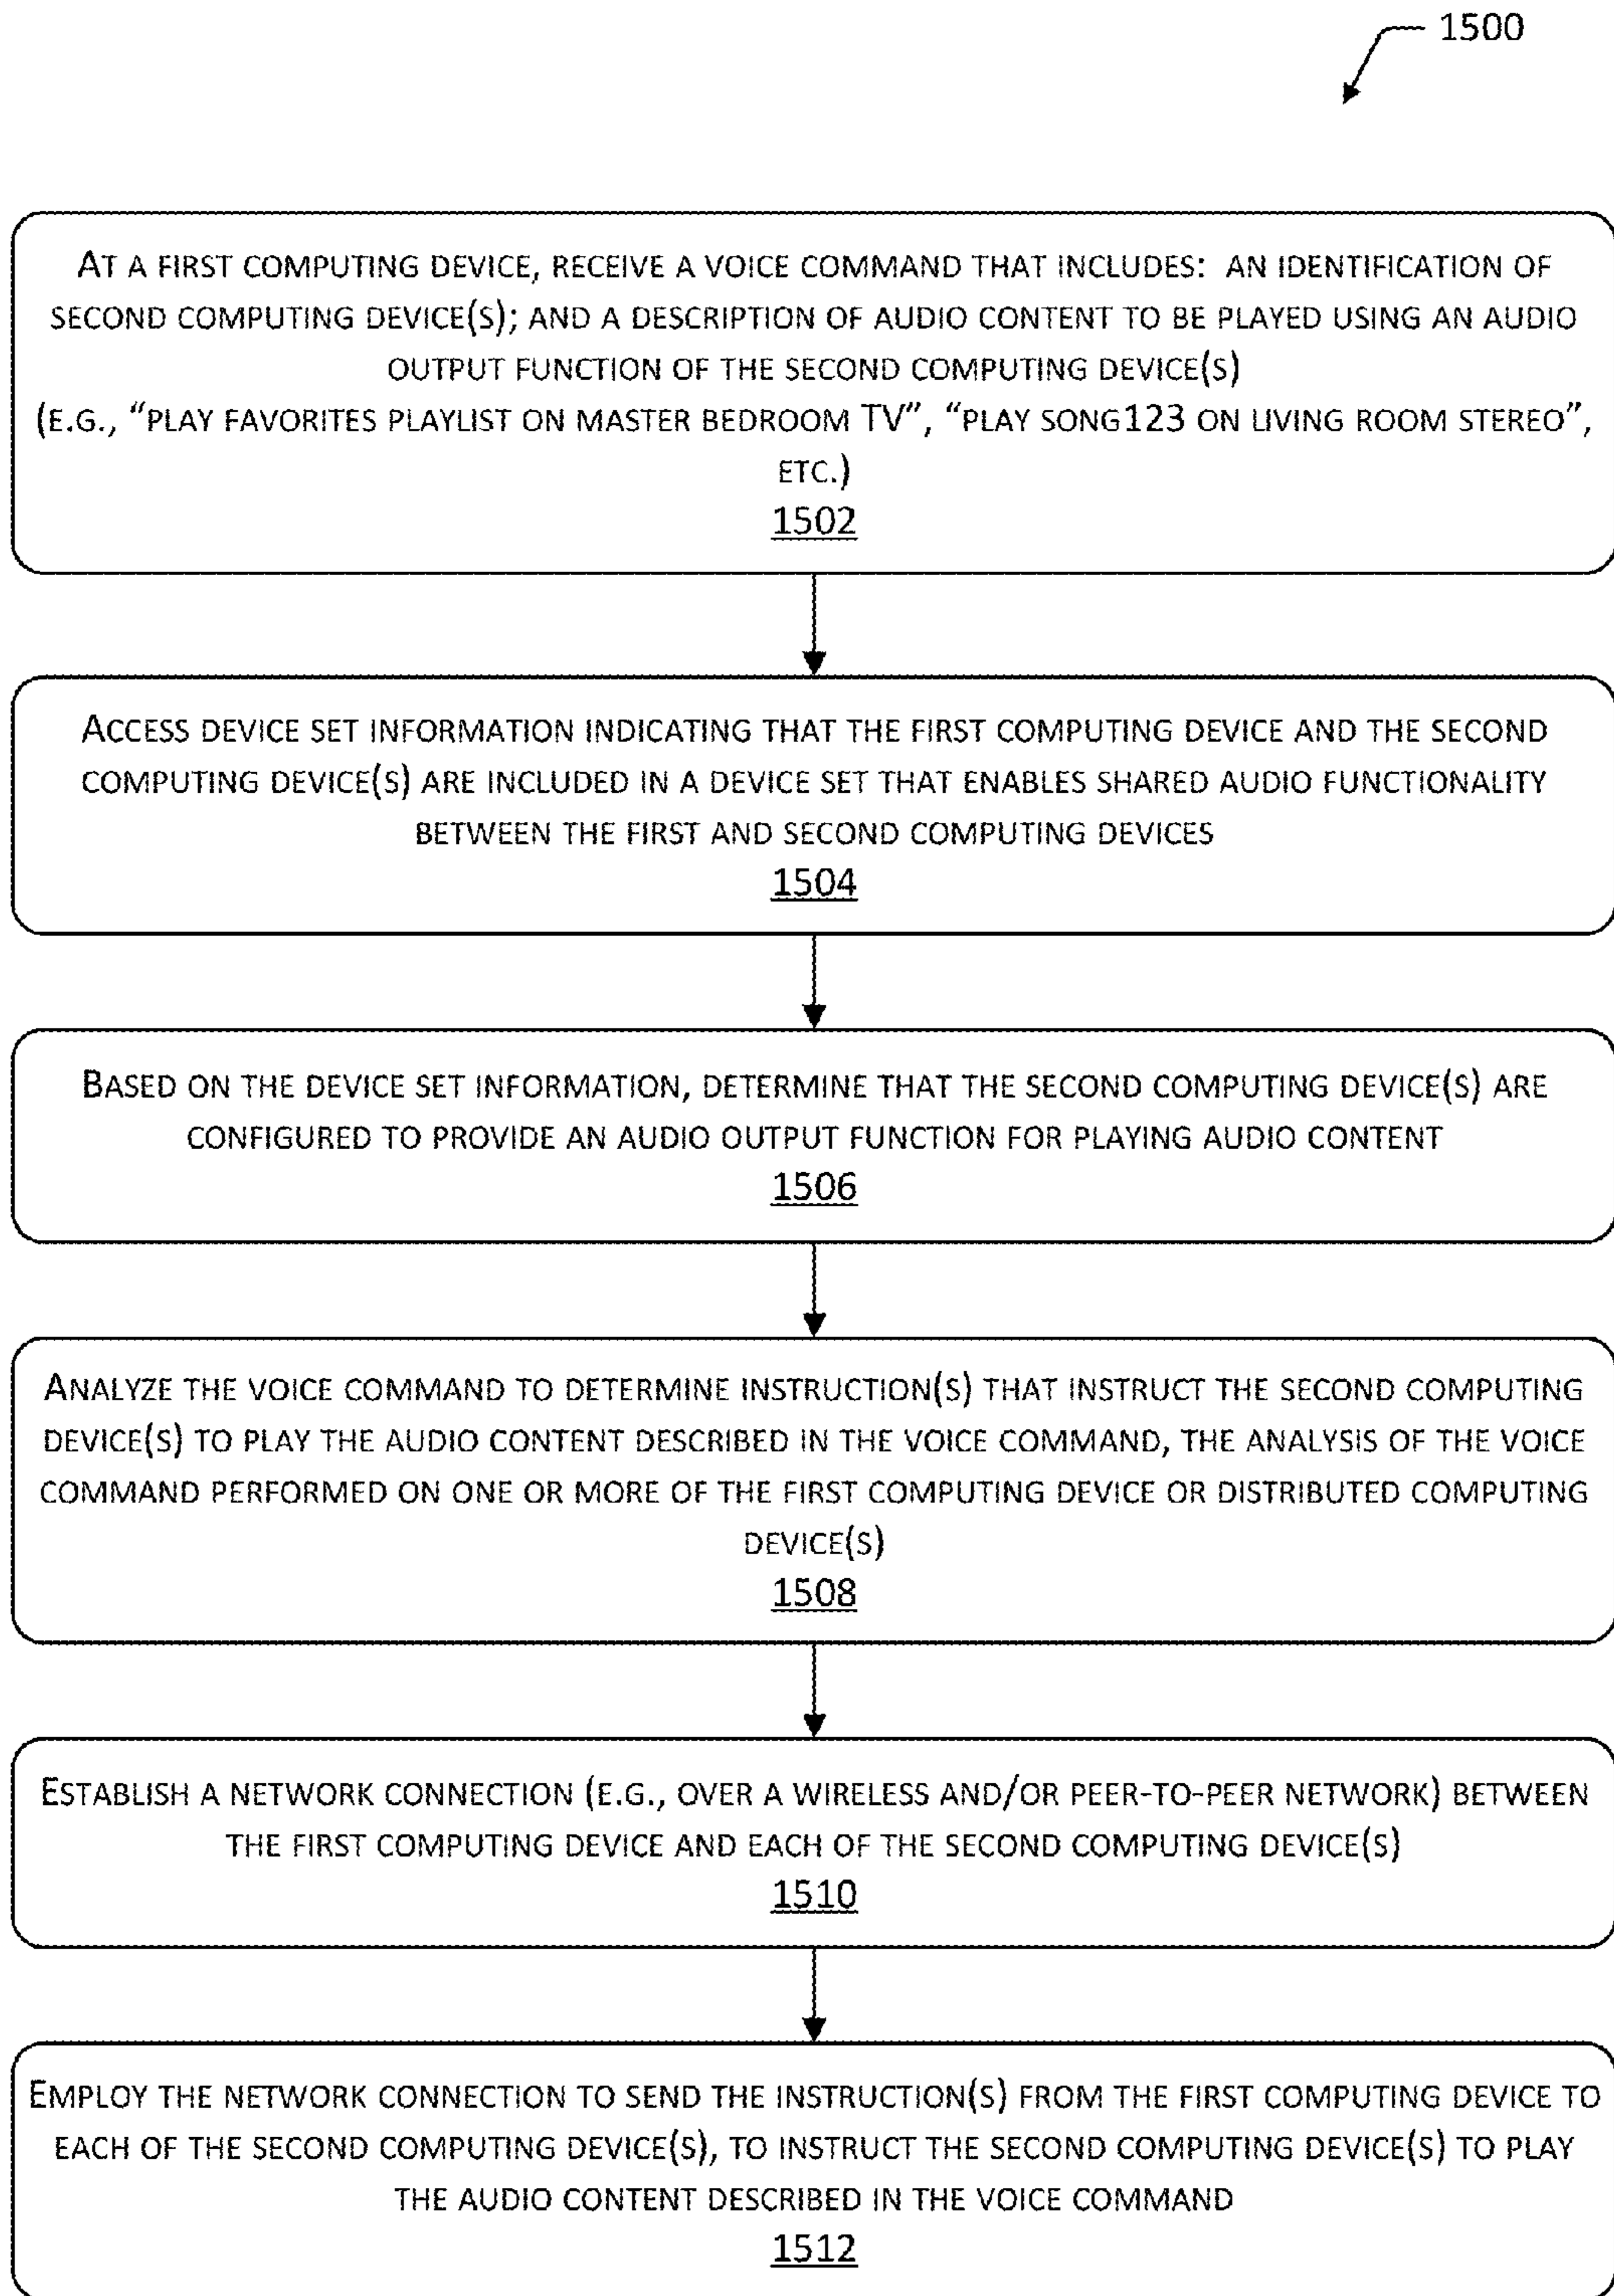 1500
AT A FIRST COMPUTING DEVICE, RECEIVE A VOICE COMMAND THAT INCLUDES: AN IDENTIFICATION OF
SECOND COMPUTING DEVICE(S); AND A DESCRIPTION OF AUDIO CONTENT TO BE PLAYED USING AN AUDIO
OUTPUT FUNCTION OF THE SECOND COMPUTING DEVICE(S)
(E.G., “PLAY FAVORITES PLAYLIST ON MASTER BEDROOM TV”, “PLAY SONG123 ON LIVING ROOM STEREO”,
ETC.)
1502
ACCESS DEVICE SET INFORMATION INDICATING THAT THE FIRST COMPUTING DEVICE AND THE SECOND
COMPUTING DEVICE(S) ARE INCLUDED IN A DEVICE SET THAT ENABLES SHARED AUDIO FUNCTIONALITY
BETWEEN THE FIRST AND SECOND COMPUTING DEVICES
1504
BASED ON THE DEVICE SET INFORMATION, DETERMINE THAT THE SECOND COMPUTING DEVICE(S) ARE
CONFIGURED TO PROVIDE AN AUDIO OUTPUT FUNCTION FOR PLAYING AUDIO CONTENT
1506
ANALYZE THE VOICE COMMAND TO DETERMINE INSTRUCTION(S) THAT INSTRUCT THE SECOND COMPUTING
DEVICE(S) TO PLAY THE AUDIO CONTENT DESCRIBED IN THE VOICE COMMAND, THE ANALYSIS OF THE VOICE
COMMAND PERFORMED ON ONE OR MORE OF THE FIRST COMPUTING DEVICE OR DISTRIBUTED COMPUTING
DEVICE(S)
1508
ESTABLISH A NETWORK CONNECTION (E.G., OVER A WIRELESS AND/OR PEER-TO-PEER NETWORK) BETWEEN
THE FIRST COMPUTING DEVICE AND EACH OF THE SECOND COMPUTING DEVICE(S)
1510
EMPLOY THE NETWORK CONNECTION TO SEND THE INSTRUCTION(S) FROM THE FIRST COMPUTING DEVICE TO
EACH OF THE SECOND COMPUTING DEVICE(S), TO INSTRUCT THE SECOND COMPUTING DEVICE(S) TO PLAY
THE AUDIO CONTENT DESCRIBED IN THE VOICE COMMAND
1512